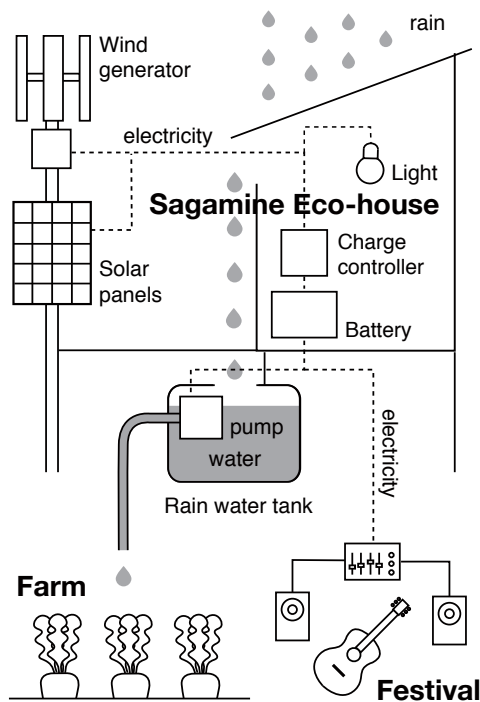 rain
Wind
generator
electricity
Light
Sagamine Eco-house
Charge
controller
Solar
panels
Battery
electricity
pump
water
Rain water tank
Farm
Festival